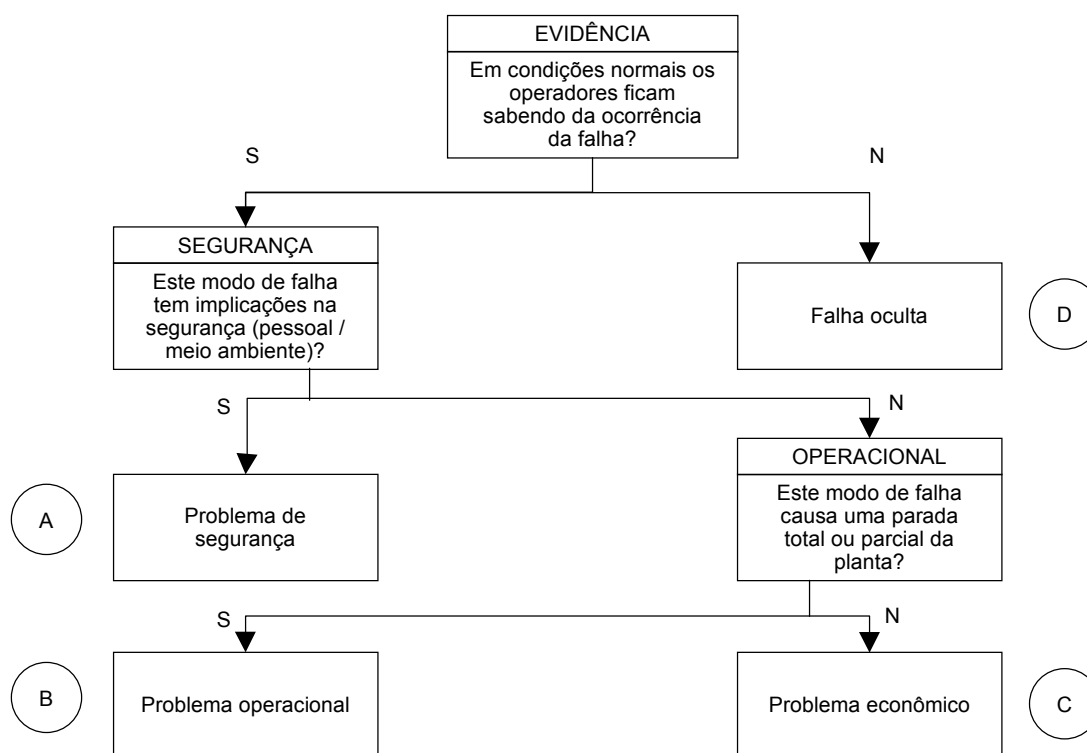 EVIDÊNCIA
Em condições normais os
operadores ficam
sabendo da ocorrência
da falha?
S
N
SEGURANÇA
Este modo de falha
tem implicações na
segurança (pessoal /
meio ambiente)?
Falha oculta
D
S
N
OPERACIONAL
Este modo de falha
causa uma parada
total ou parcial da
planta?
A
Problema de
segurança
S
N
B
Problema operacional
Problema econômico
C